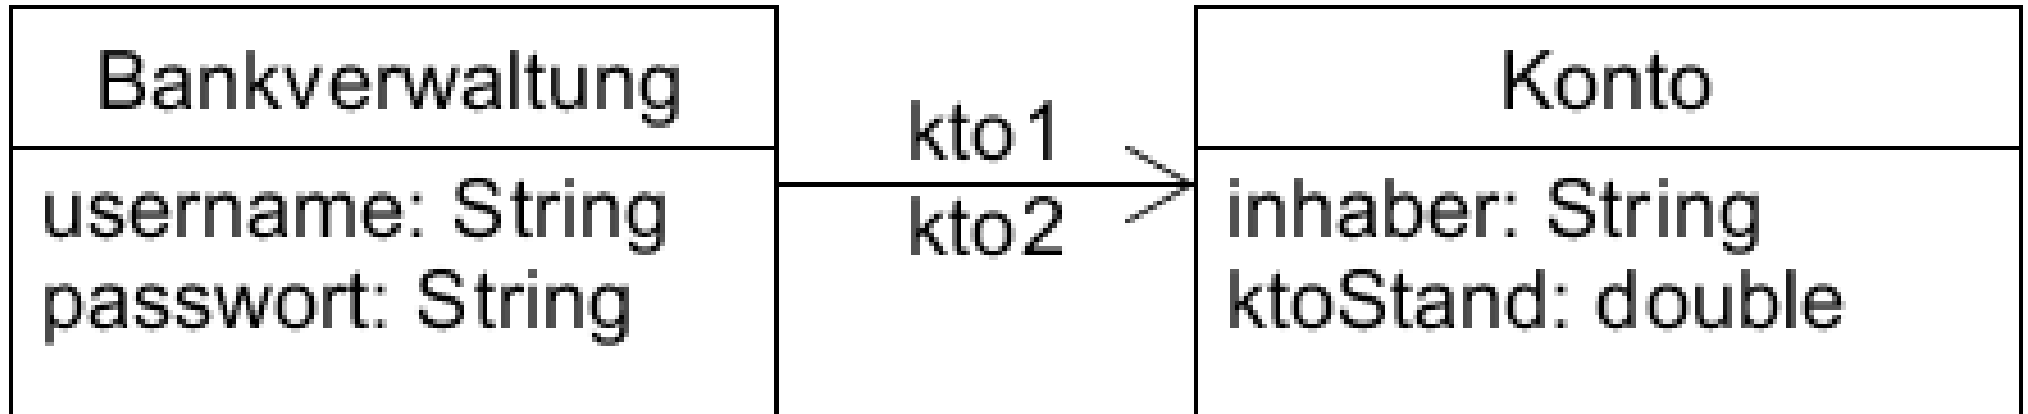 Bankverwaltung
username: String
passwort: String
kto1
kto2
Konto
inhaber: String
ktoStand: double